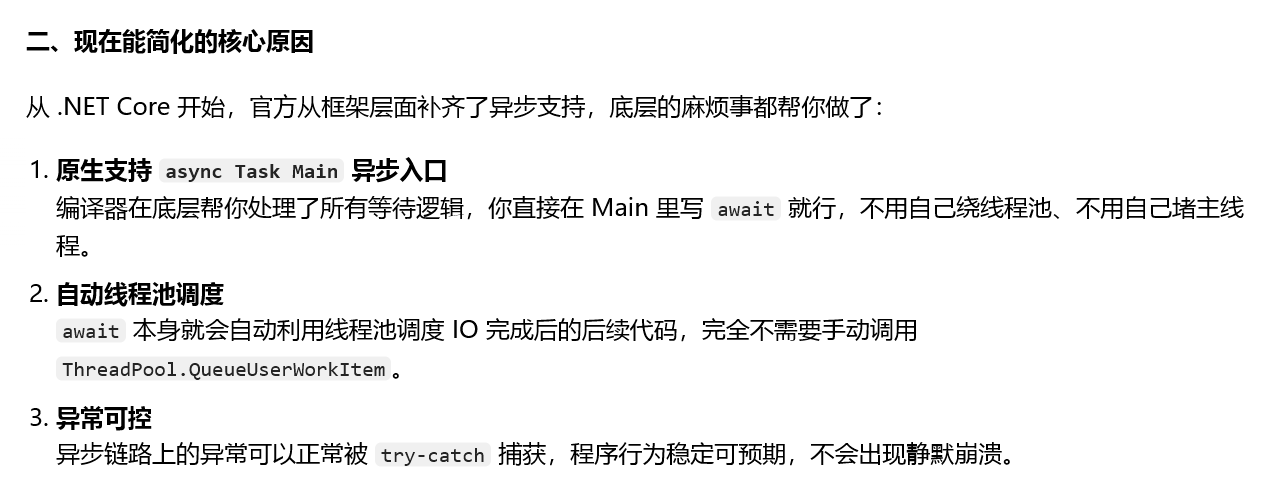 二、现在能简化的核心原因
从 .NET Core 开始，官方从框架层面补齐了异步支持，底层的麻烦事都帮你做了：
1. 原生支持 async Task Main 异步入口
编译器在底层帮你处理了所有等待逻辑，你直接在 Main 里写 await 就行，不用自己绕线程池、不用自己堵主线
程。
2. 自动线程池调度
await 本身就会自动利用线程池调度 IO 完成后的后续代码，完全不需要手动调用
ThreadPool.QueueUserWorkItem。
3. 异常可控
异步链路上的异常可以正常被 try-catch 捕获，程序行为稳定可预期，不会出现静默崩溃。